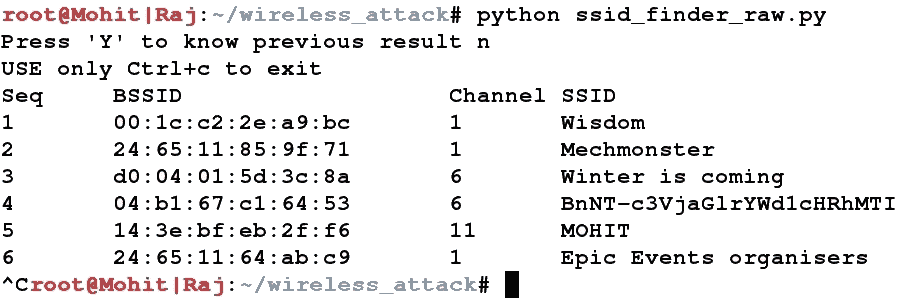 root@Mohit|Raj:~/wireless_attack# python ssid_finder_raw.py
Press 'Y' to know previous result n
USE only Ctrl+c to exit
Seq BSSID Channel SSID
1 00:1c:c2:2e:a9:bc 1 Wisdom
2 24:65:11:85:9f:71 1 Mechmonster
3 d0:04:01:5d:3c:8a 6 Winter is coming
4 04:b1:67:c1:64:53 6 BnNT-c3VjaGlrYWd1cHRhMTI
5 14:3e:bf:eb:2f:f6 11 MOHIT
6 24:65:11:64:ab:c9 1 Epic Events organisers
^Croot@Mohit|Raj:~/wireless_attack#